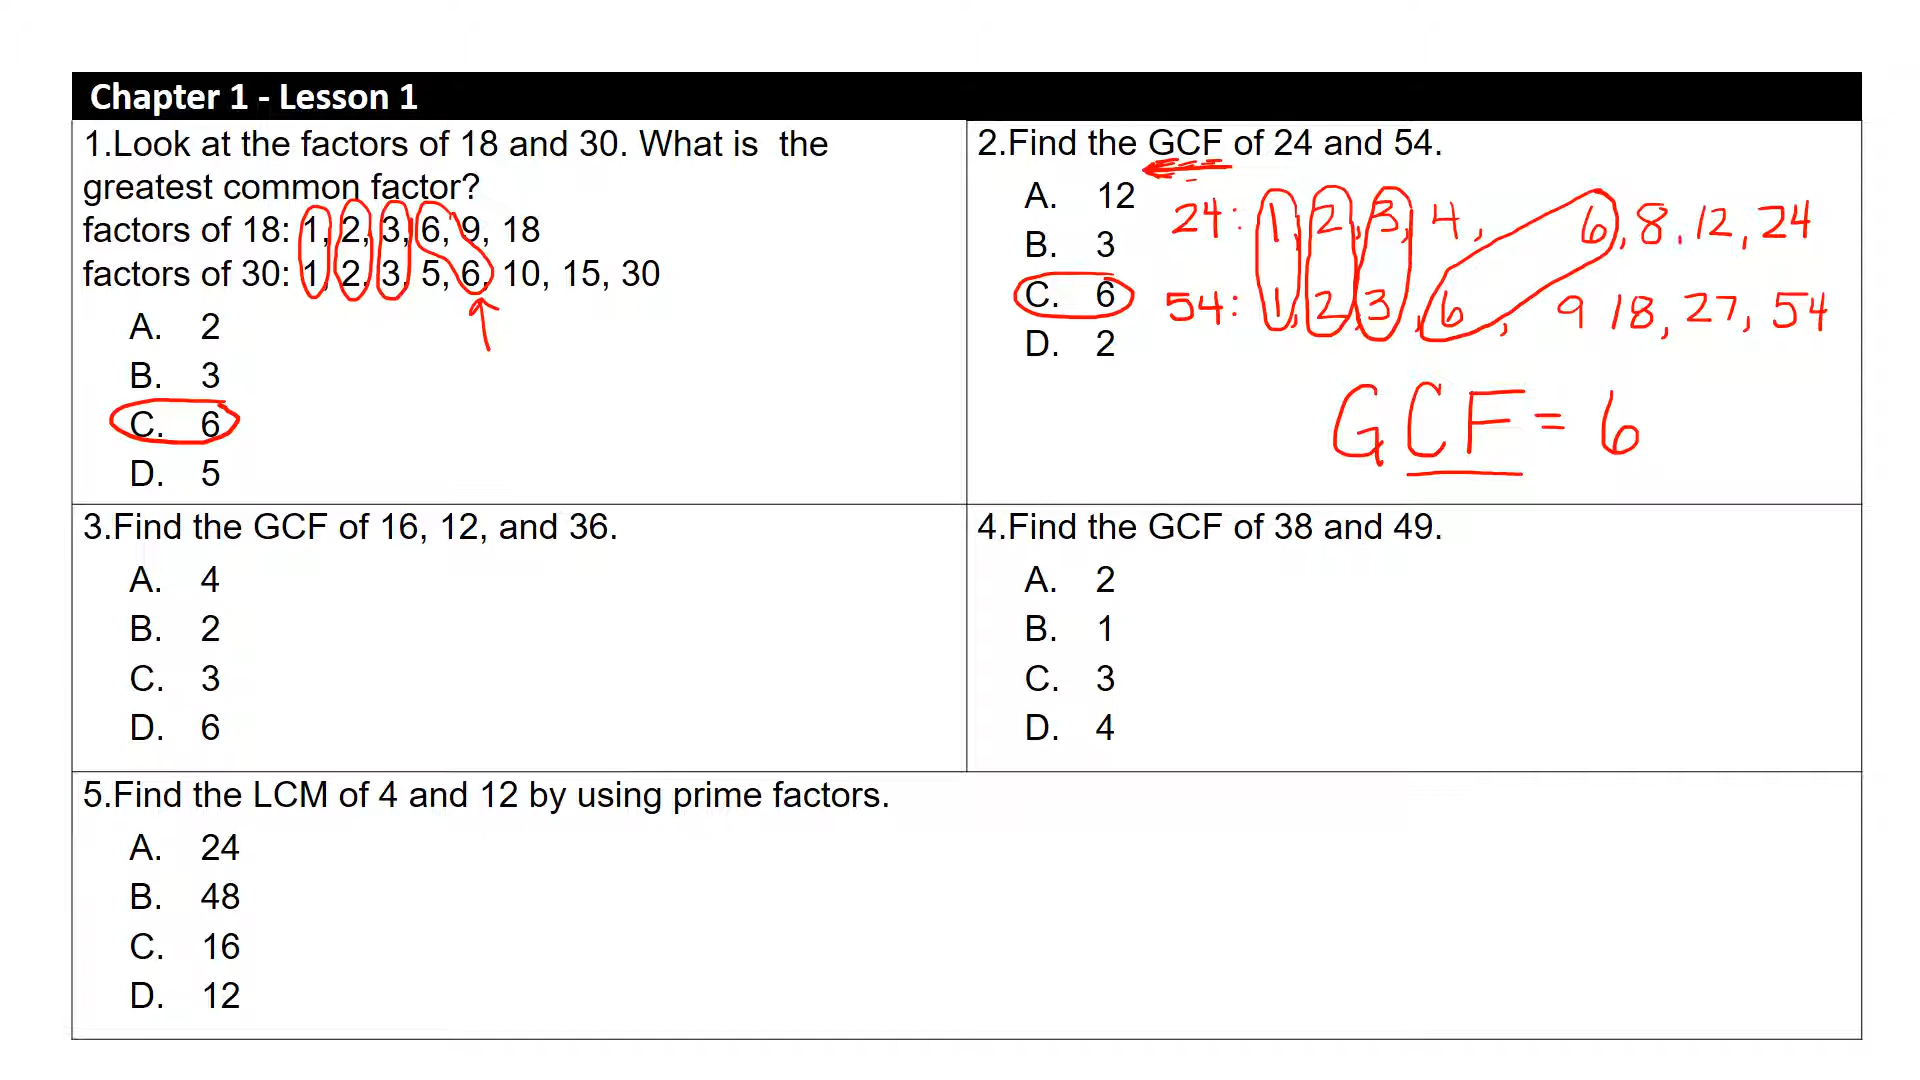 Chapter 1 - Lesson 1
1.Look at the factors of 18 and 30. What is  the
greatest common factor?
factors of 18: 1, 2, 3, 6, 9, 18
factors of 30: 1, 2, 3, 5, 6, 10, 15, 30
A. 2
B. 3
C. 6
D. 5
2.Find the GCF of 24 and 54.
A. 12
B. 3
C. 6
D. 2
24: 1, 2, 3, 4, 6, 8, 12, 24
54: 1, 2, 3, 6, 9 18, 27, 54
GCF = 6
3.Find the GCF of 16, 12, and 36.
A. 4
B. 2
C. 3
D. 6
4.Find the GCF of 38 and 49.
A. 2
B. 1
C. 3
D. 4
5.Find the LCM of 4 and 12 by using prime factors.
A. 24
B. 48
C. 16
D. 12